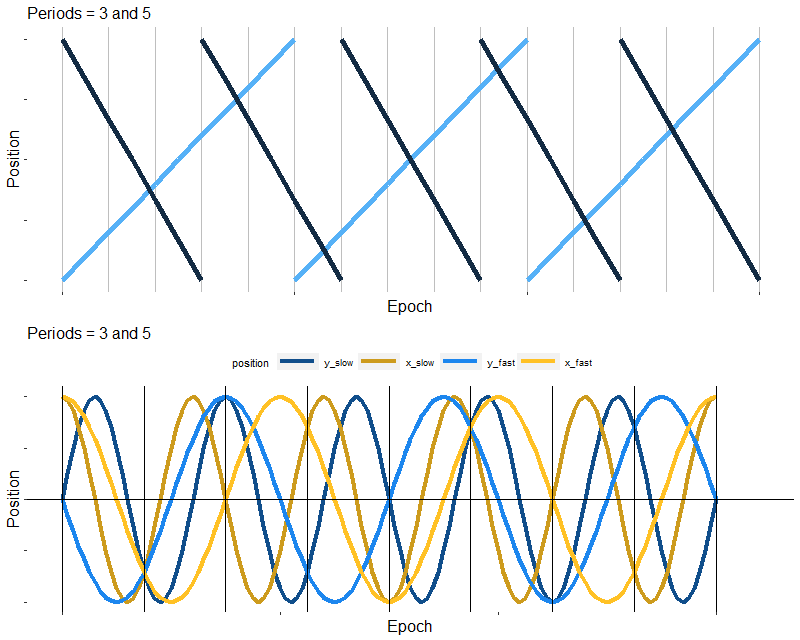 Periods = 3 and 5
Position
Epoch
Periods = 3 and 5
position y_slow x_slow y_fast x_fast
Position
Epoch